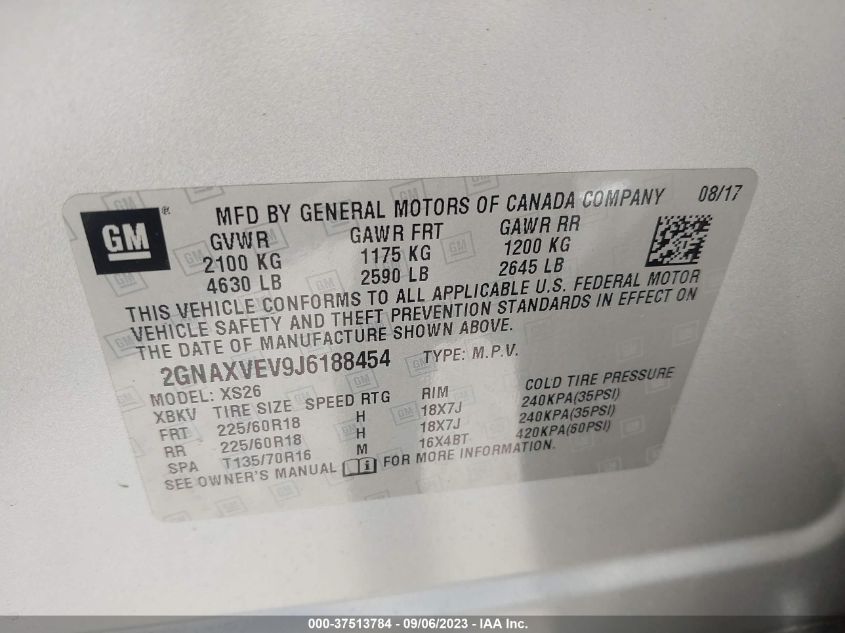 GM ®
MFD BY GENERAL MOTORS OF CANADA COMPANY 08/17
GVWR GAWR FRT GAWR RR
2100 KG 1175 KG 1200 KG
4630 LB 2590 LB 2645 LB
THIS VEHICLE CONFORMS TO ALL APPLICABLE U.S. FEDERAL MOTOR
VEHICLE SAFETY AND THEFT PREVENTION STANDARDS IN EFFECT ON
THE DATE OF MANUFACTURE SHOWN ABOVE.
2GNAXVEV9J6188454 TYPE: M.P.V.
MODEL: XS26
XBKV TIRE SIZE SPEED RTG RIM COLD TIRE PRESSURE
FRT 225/60R18 H 18X7J 240KPA(35PSI)
RR 225/60R18 H 18X7J 240KPA(35PSI)
SPA T135/70R16 M 16X4BT 420KPA(60PSI)
SEE OWNER'S MANUAL i FOR MORE INFORMATION.
000-37513784 - 09/06/2023 - IAA Inc.